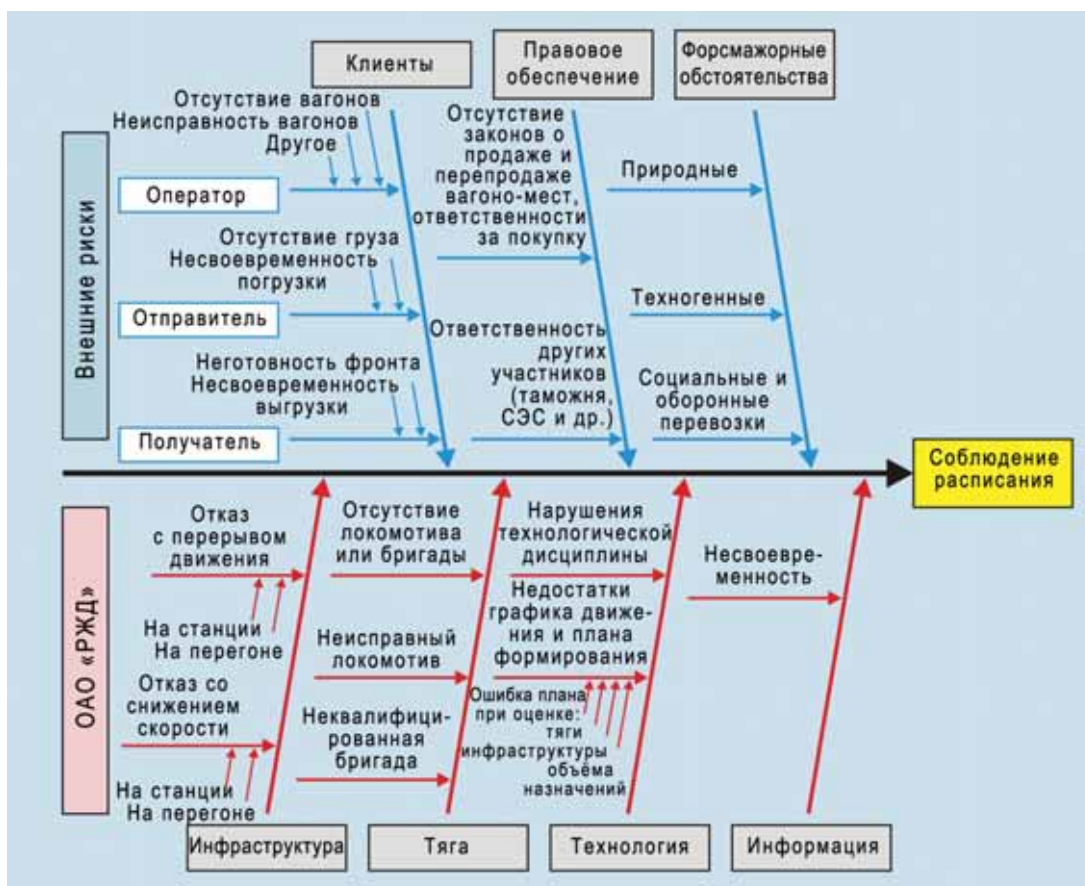 Клиенты
Правовое
обеспечение
Форсмажорные
обстоятельства
Внешние риски
Отсутствие вагонов
Неисправность вагонов
Другое
Оператор
Отсутствие груза
Несвоевременность
погрузки
Отправитель
Неготовность фронта
Несвоевременность
выгрузки
Получатель
Отсутствие
законов о
продаже и
перепродаже
вагоно-мест,
ответственности
за покупку
Ответственность
других
участников
(таможня,
СЭС и др.)
Природные
Техногенные
Социальные и
оборонные
перевозки
Соблюдение
расписания
ОАО «РЖД»
Отказ
с перерывом
движения
На станции
На перегоне
Отказ со
снижением
скорости
На станции
На перегоне
Отсутствие
локомотива
или бригады
Неисправный
локомотив
Неквалифици-
рованная
бригада
Нарушения
технологической
дисциплины
Недостатки
графика движе-
ния и плана
формирования
Ошибка плана
при оценке:
тяги
инфраструктуры
объёма
назначений
Несвоевре-
менность
Инфраструктура
Тяга
Технология
Информация